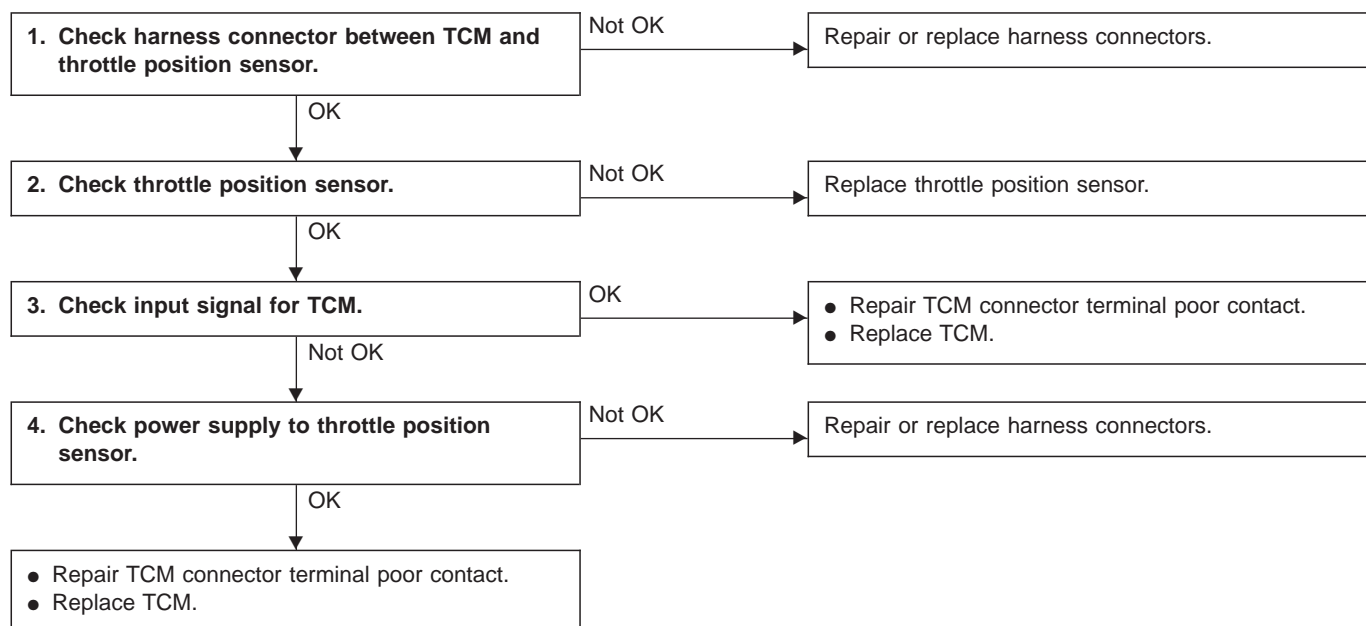 1. Check harness connector between TCM and
throttle position sensor.
Not OK
Repair or replace harness connectors.
OK
2. Check throttle position sensor.
Not OK
Replace throttle position sensor.
OK
3. Check input signal for TCM.
OK
● Repair TCM connector terminal poor contact.
● Replace TCM.
Not OK
4. Check power supply to throttle position
sensor.
Not OK
Repair or replace harness connectors.
OK
● Repair TCM connector terminal poor contact.
● Replace TCM.